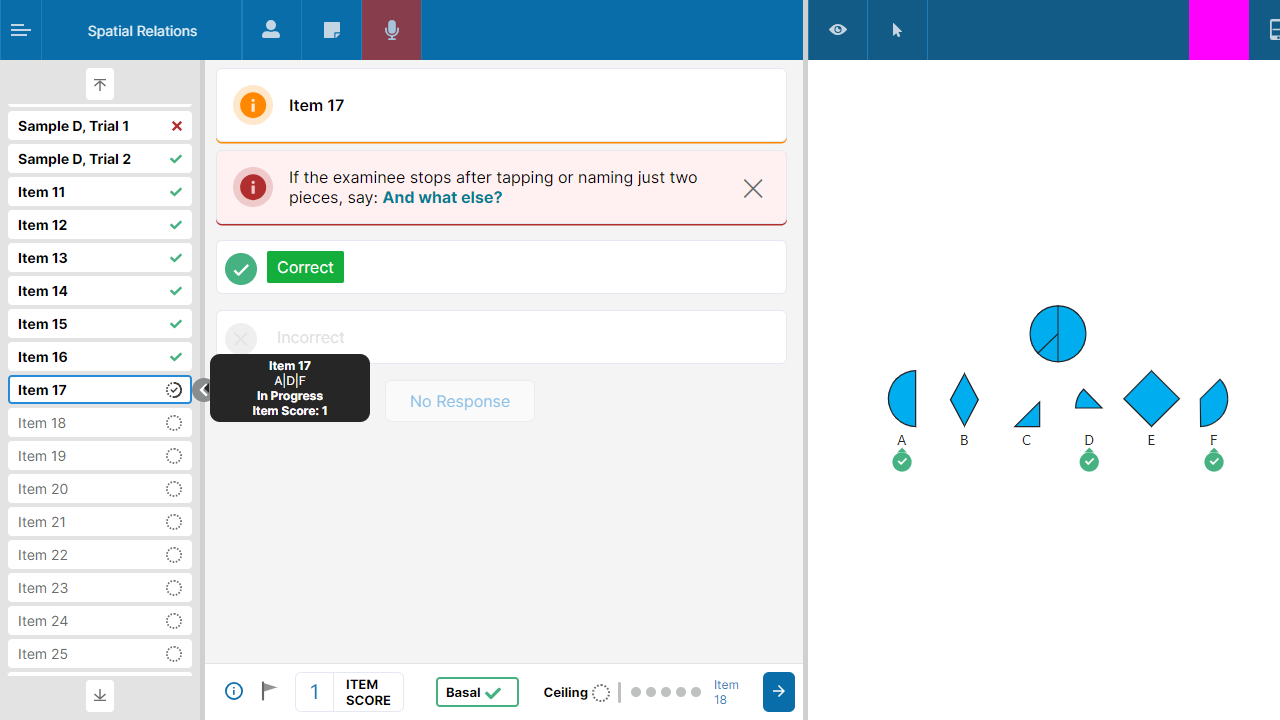 Spatial Relations
Sample D, Trial 1
Sample D, Trial 2
Item 11
Item 12
Item 13
Item 14
Item 15
Item 16
Item 17
Item 18
Item 19
Item 20
Item 21
Item 22
Item 23
Item 24
Item 25
Item 17
If the examinee stops after tapping or naming just two
pieces, say: And what else?
Correct
Incorrect
Item 17
A|D|F
In Progress
Item Score: 1
No Response
1
ITEM
SCORE
Basal
Ceiling
Item
18
A B C D E F